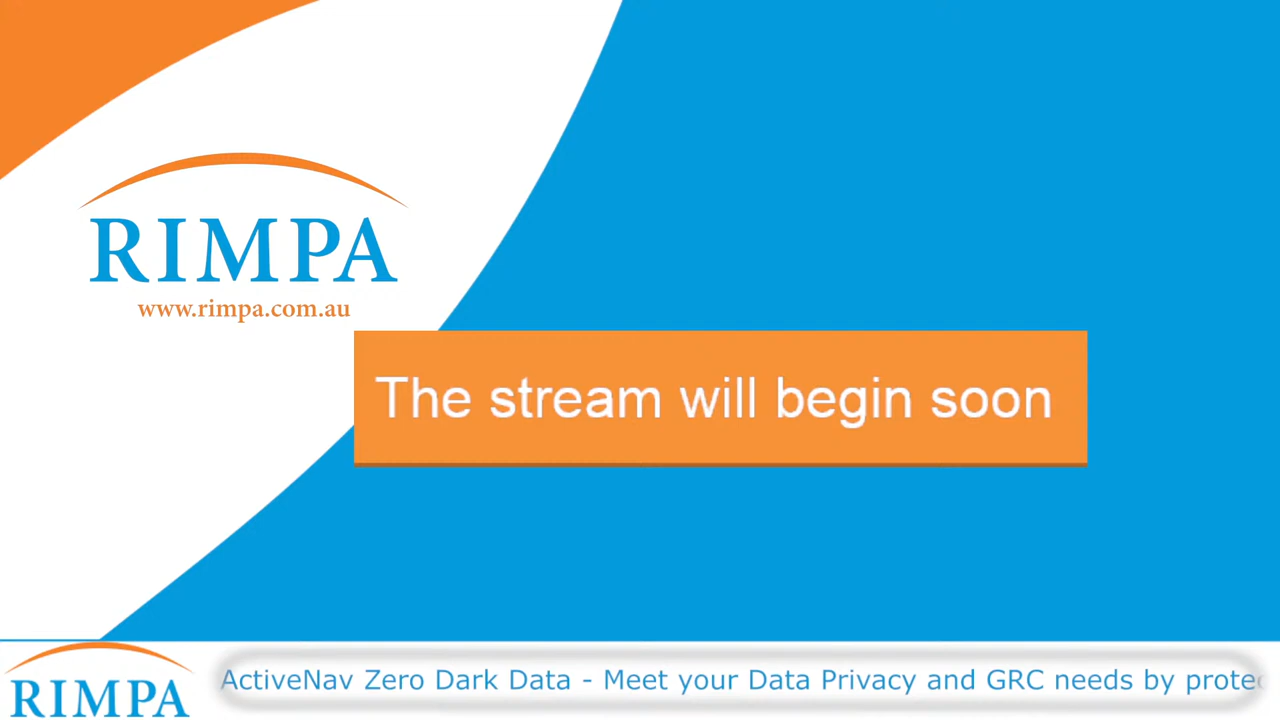 RIMPA
www.rimpa.com.au
The stream will begin soon
RIMPA
ActiveNav Zero Dark Data - Meet your Data Privacy and GRC needs by